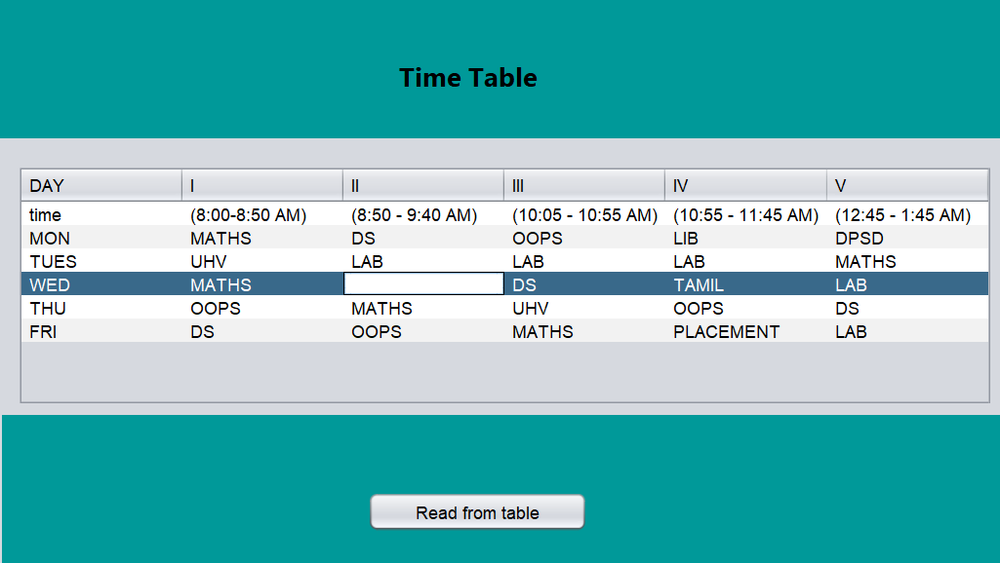 Time Table
DAY I II III IV V
time (8:00-8:50 AM) (8:50 - 9:40 AM) (10:05 - 10:55 AM) (10:55 - 11:45 AM) (12:45 - 1:45 AM)
MON MATHS DS OOPS LIB DPSD
TUES UHV LAB LAB LAB MATHS
WED MATHS DS TAMIL LAB
THU OOPS MATHS UHV OOPS DS
FRI DS OOPS MATHS PLACEMENT LAB
Read from table